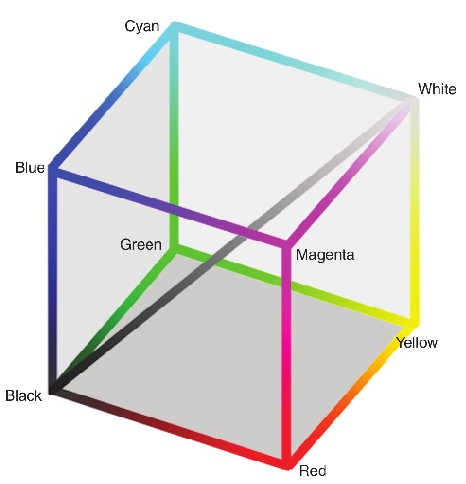 Cyan
White
Blue
Green
Magenta
Yellow
Black
Red